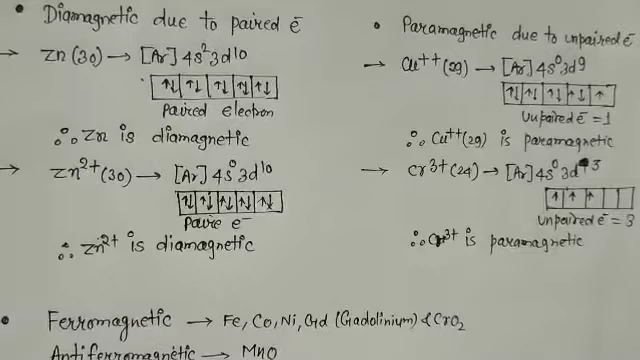 • Diamagnetic due to paired ē
→ Zn(30) → [Ar] 4s² 3d¹⁰
↑↓ ↑↓ ↑↓ ↑↓ ↑↓
Paired electron
∴ Zn is diamagnetic
→ Zn²⁺(30) → [Ar] 4s⁰ 3d¹⁰
↑↓ ↑↓ ↑↓ ↑↓ ↑↓
Paire e⁻
∴ Zn²⁺ is diamagnetic
• Paramagnetic due to unpaired ē
→ Cu⁺⁺(29) → [Ar] 4s⁰ 3d⁹
↑↓ ↑↓ ↑↓ ↑↓ ↑
Unpaired ē = 1
∴ Cu⁺⁺(29) is paramagnetic
→ Cr³⁺(24) → [Ar] 4s⁰ 3d³
↑ ↑ ↑
Unpaired ē = 3
∴ Cr³⁺ is paramagnetic
• Ferromagnetic → Fe, Co, Ni, Gd (Gadolinium) & CrO₂
Antiferromagnetic → MnO